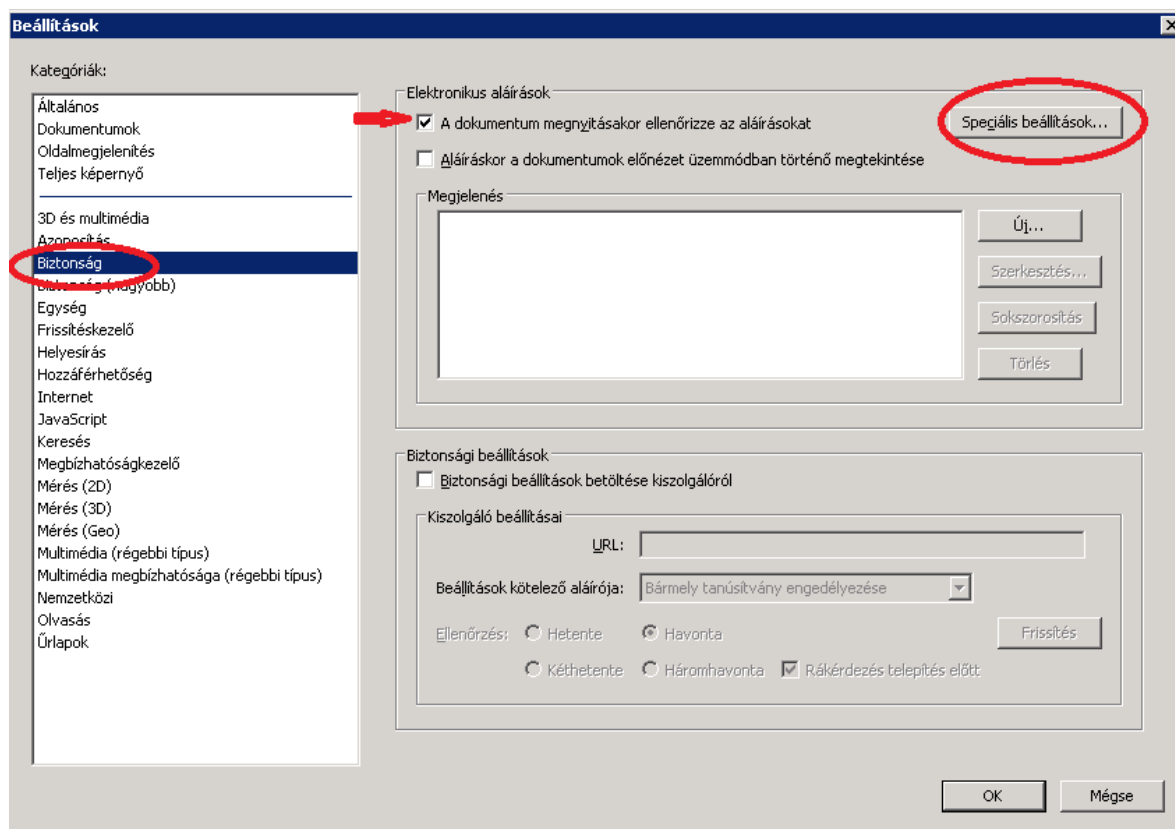 Beállítások
Kategóriák:
Általános
Dokumentumok
Oldalmegjelenítés
Teljes képernyő
3D és multimédia
Azonosítás
Biztonság
Biztonság (nagyobb)
Egység
Frissítéskezelő
Helyesírás
Hozzáférhetőség
Internet
JavaScript
Keresés
Megbízhatóságkezelő
Mérés (2D)
Mérés (3D)
Mérés (Geo)
Multimédia (régebbi típus)
Multimédia megbízhatósága (régebbi típus)
Nemzetközi
Olvasás
Űrlapok
Elektronikus aláírások
A dokumentum megnyitásakor ellenőrizze az aláírásokat
Speciális beállítások...
Aláíráskor a dokumentumok előnézet üzemmódban történő megtekintése
Megjelenés
Új...
Szerkesztés...
Sokszorosítás
Törlés
Biztonsági beállítások
Biztonsági beállítások betöltése kiszolgálóról
Kiszolgáló beállításai
URL:
Beállítások kötelező aláírója: Bármely tanúsítvány engedélyezése
Ellenőrzés: Hetente Havonta Frissítés
Kéthetente Háromhavonta Rákérdezés telepítés előtt
OK Mégse